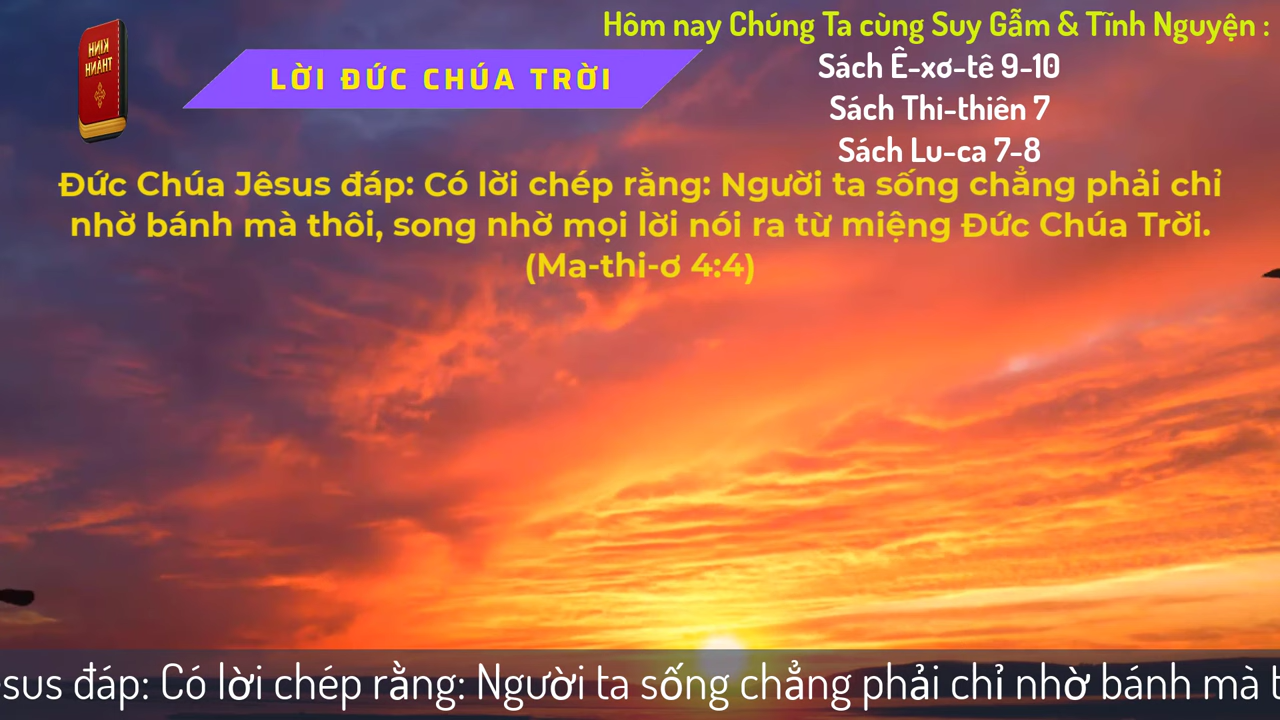 Hôm nay Chúng Ta cùng Suy Gẫm & Tĩnh Nguyện :
Sách Ê-xơ-tê 9-10
Sách Thi-thiên 7
Sách Lu-ca 7-8
KINH
THÁNH
LỜI ĐỨC CHÚA TRỜI
Đức Chúa Jêsus đáp: Có lời chép rằng: Người ta sống chẳng phải chỉ
nhờ bánh mà thôi, song nhờ mọi lời nói ra từ miệng Đức Chúa Trời.
(Ma-thi-ơ 4:4)
sus đáp: Có lời chép rằng: Người ta sống chẳng phải chỉ nhờ bánh mà t